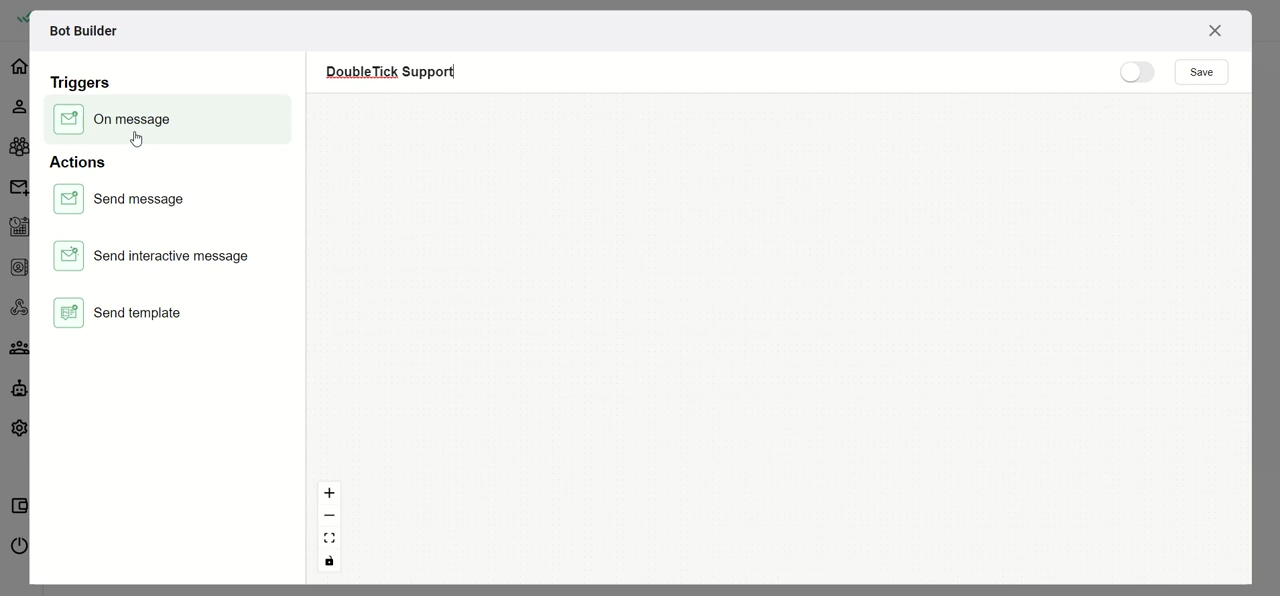 Bot Builder
Triggers
On message
Actions
Send message
Send interactive message
Send template
DoubleTick Support
Save